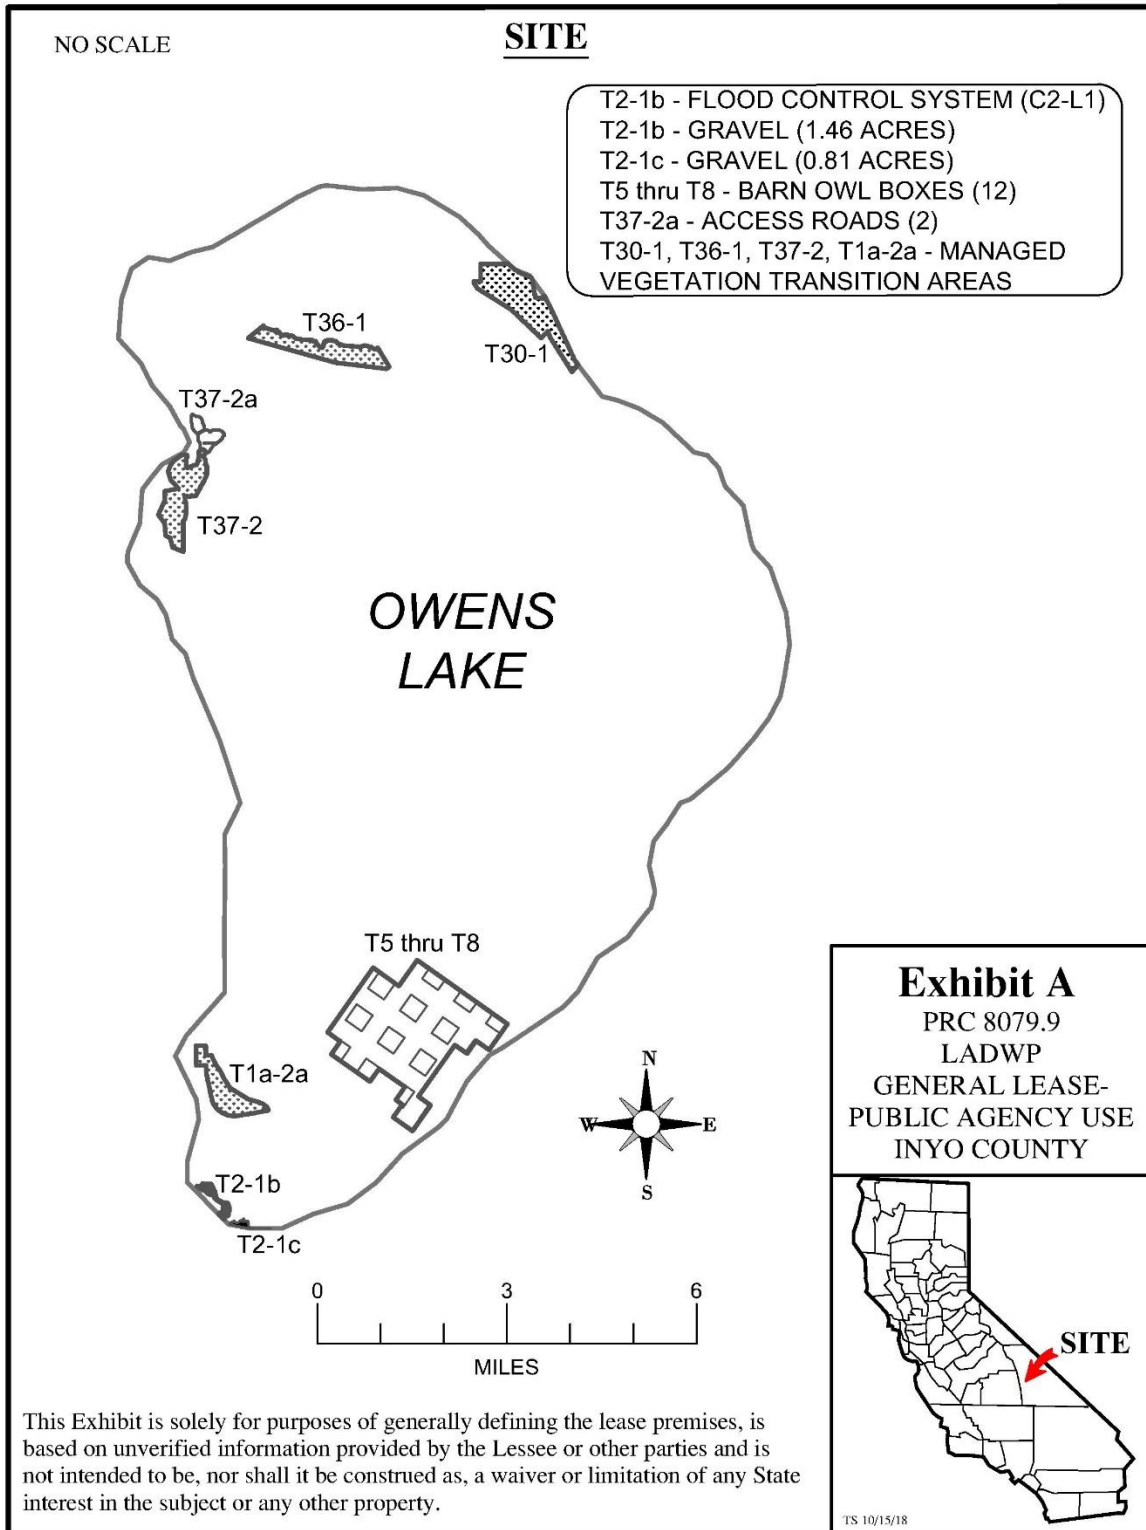 NO SCALE
SITE
T2-1b - FLOOD CONTROL SYSTEM (C2-L1)
T2-1b - GRAVEL (1.46 ACRES)
T2-1c - GRAVEL (0.81 ACRES)
T5 thru T8 - BARN OWL BOXES (12)
T37-2a - ACCESS ROADS (2)
T30-1, T36-1, T37-2, T1a-2a - MANAGED
VEGETATION TRANSITION AREAS
T36-1
T30-1
T37-2a
T37-2
OWENS
LAKE
T5 thru T8
T1a-2a
T2-1b
T2-1c
N
W
E
S
0
3
6
MILES
Exhibit A
PRC 8079.9
LADWP
GENERAL LEASE-
PUBLIC AGENCY USE
INYO COUNTY
SITE
This Exhibit is solely for purposes of generally defining the lease premises, is
based on unverified information provided by the Lessee or other parties and is
not intended to be, nor shall it be construed as, a waiver or limitation of any State
interest in the subject or any other property.
TS 10/15/18